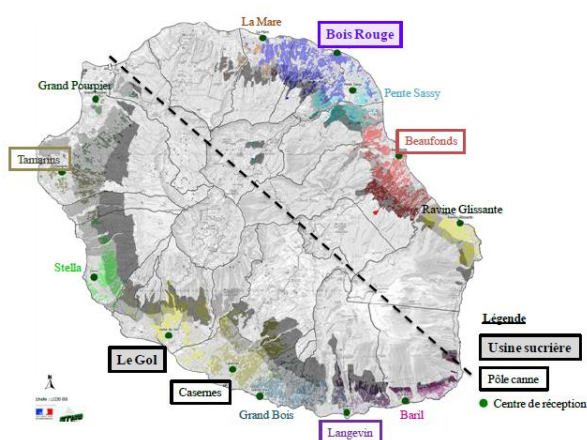 La Mare
Bois Rouge
Grand Pourpier
Pente Sassy
Beaufonds
Tamarins
Ravine Glissante
Stella
Légende
Usine sucrière
Le Gol
Pôle canne
Casernes
Centre de réception
Grand Bois
Baril
Langevin